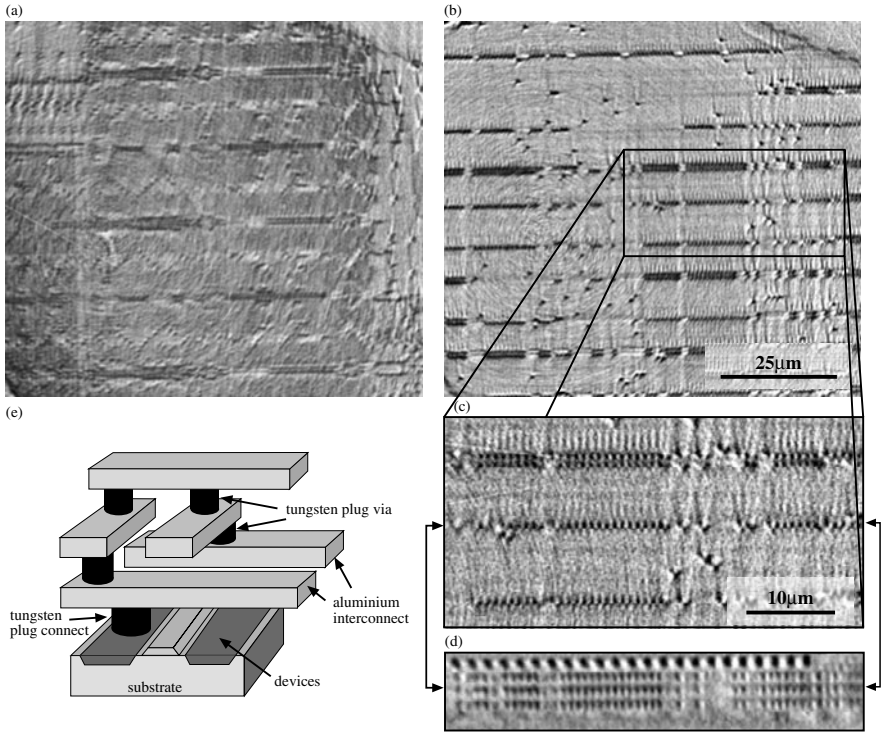 (a)
(b)
25μm
(c)
10μm
(d)
(e)
tungsten plug via
aluminium
interconnect
tungsten
plug connect
devices
substrate